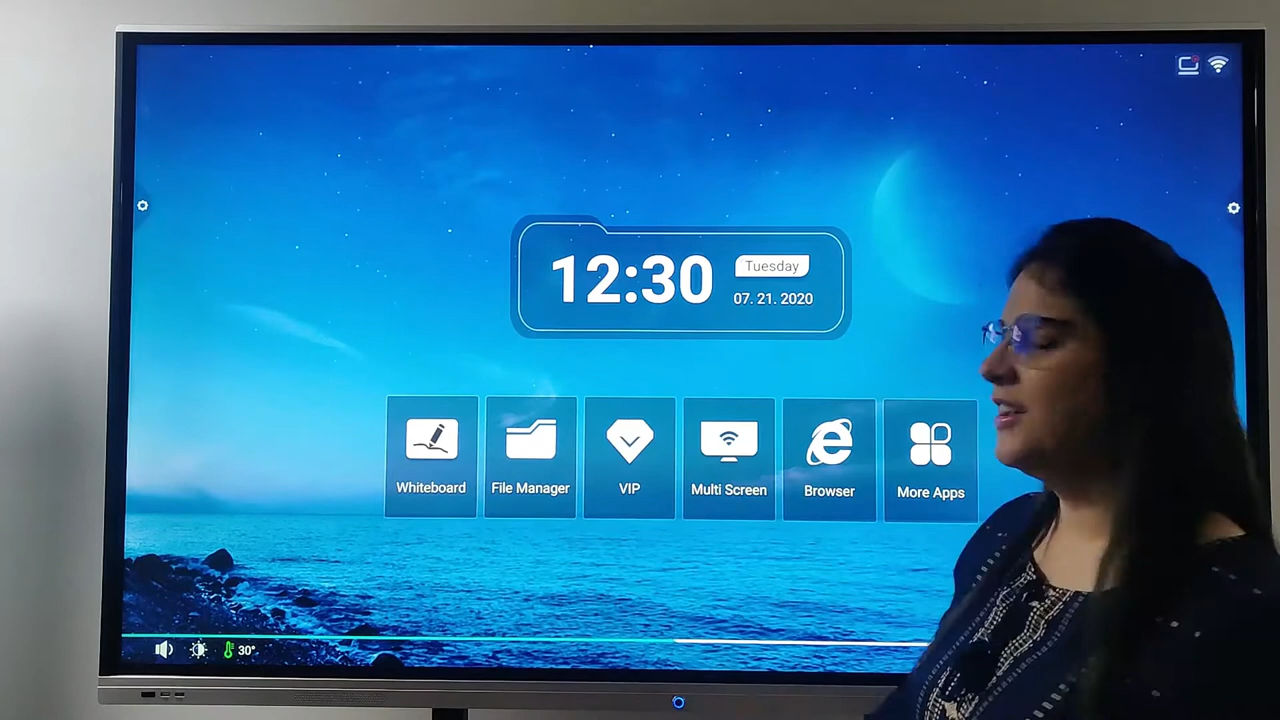 12:30
Tuesday
07. 21. 2020
Whiteboard
File Manager
VIP
Multi Screen
Browser
More Apps
30°